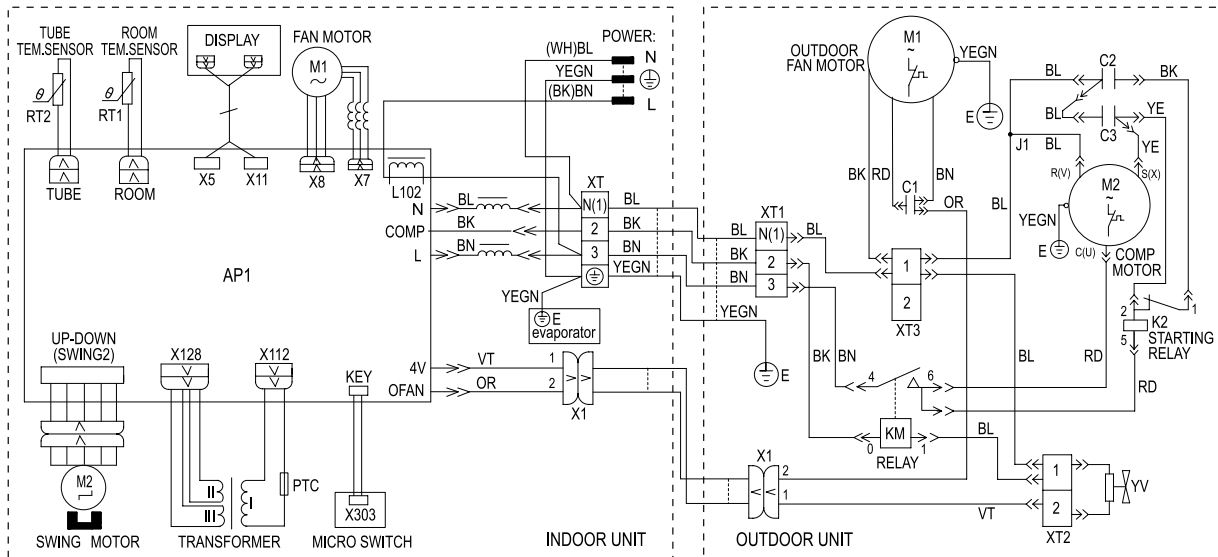 TUBE
TEM.SENSOR
ROOM
TEM.SENSOR
DISPLAY
FAN MOTOR
M1
~
θ
RT2
θ
RT1
TUBE
ROOM
X5
X11
X8
X7
POWER:
(WH)BL
N
YEGN
(BK)BN
L
L102
XT
N
BL
N(1)
BL
COMP
BK
2
BK
L
BN
3
BN
YEGN
YEGN
E
evaporator
AP1
UP-DOWN
(SWING2)
X128
X112
KEY
4V
VT
1
OFAN
OR
2
X1
M2
SWING MOTOR
TRANSFORMER
PTC
X303
MICRO SWITCH
INDOOR UNIT
OUTDOOR
FAN MOTOR
M1
~
YEGN
E
BK
RD
C1
BN
OR
XT1
BL
N(1)
BL
BK
2
BN
3
YEGN
E
1
2
XT3
BL
C2
BK
BL
C3
YE
YE
J1
BL
BL
R(V)
S(X)
M2
~
YEGN
E
C(U)
COMP
MOTOR
2
1
K2
STARTING
RELAY
5
BK
BN
BL
RD
RD
4
6
KM
0
1
RELAY
BL
X1
2
1
VT
1
2
XT2
YV
OUTDOOR UNIT